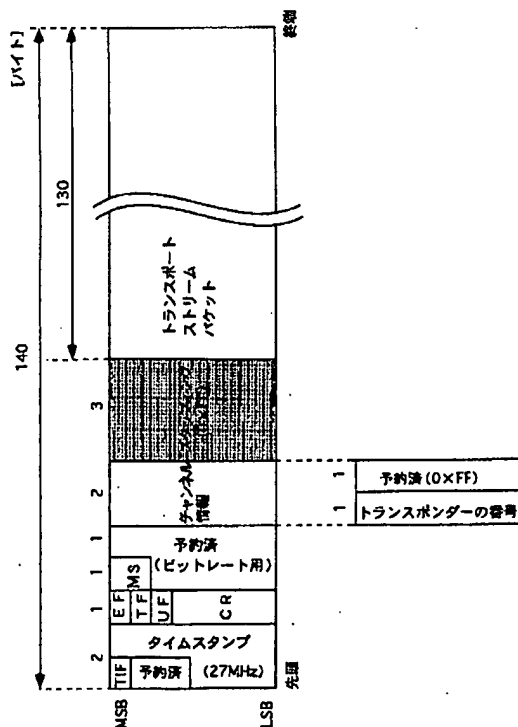 [バイト]
140
130
2
1
1
1
2
3
MSB
LSB
TIF
予約済
タイムスタンプ
(27MHz)
EF
TF
UF
CR
MS
予約済
(ビットレート用)
チャンネル
情報
トランスポート
ストリーム
パケット
先頭
終端
1
1
トランスポンダーの番号
予約済(0×FF)